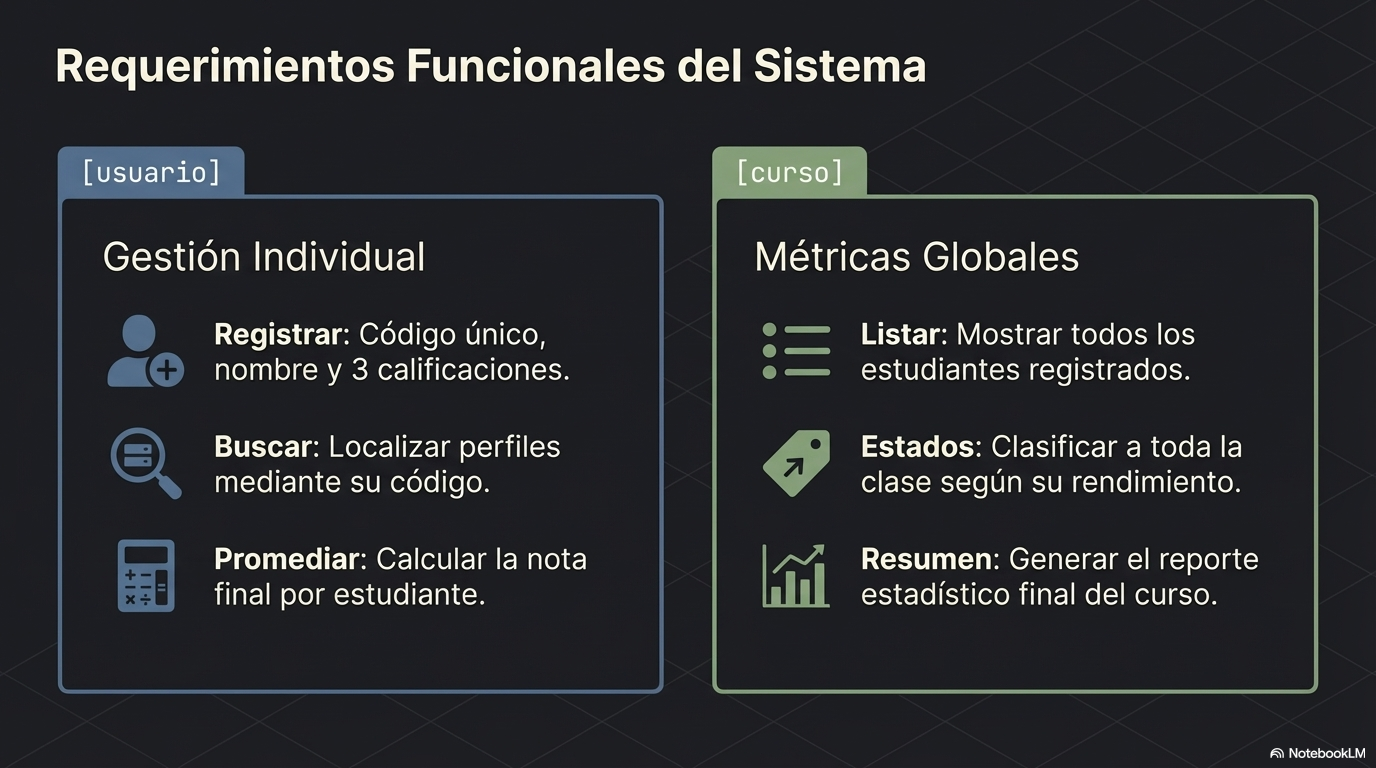 Requerimientos Funcionales del Sistema
[usuario]
Gestión Individual
Registrar: Código único,
nombre y 3 calificaciones.
Buscar: Localizar perfiles
mediante su código.
Promediar: Calcular la nota
final por estudiante.
[curso]
Métricas Globales
Listar: Mostrar todos los
estudiantes registrados.
Estados: Clasificar a toda la
clase según su rendimiento.
Resumen: Generar el reporte
estadístico final del curso.
NotebookLM